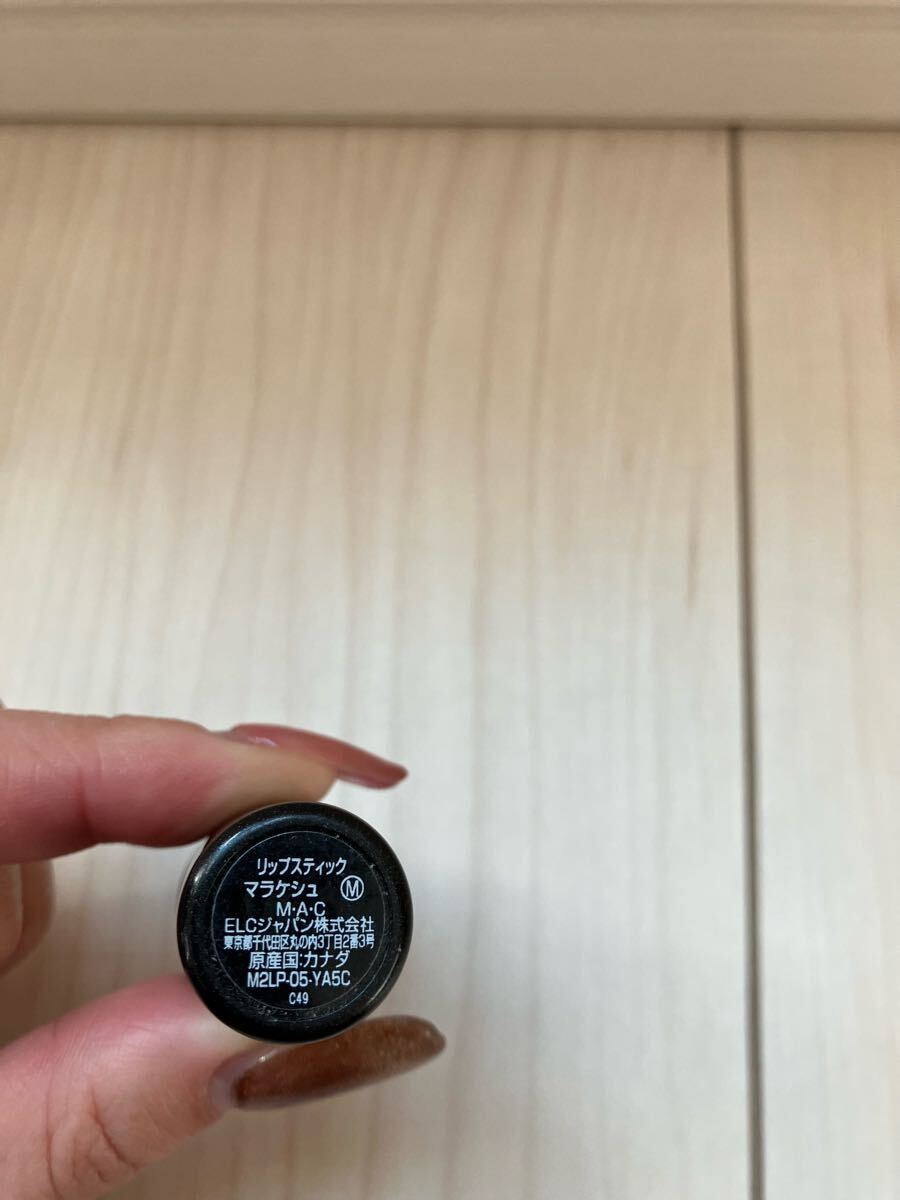 リップスティック
マラケシュ Ⓜ
M·A·C
ELCジャパン株式会社
東京都千代田区丸の内3丁目2番3号
原産国:カナダ
M2LP-05-YA5C
C49